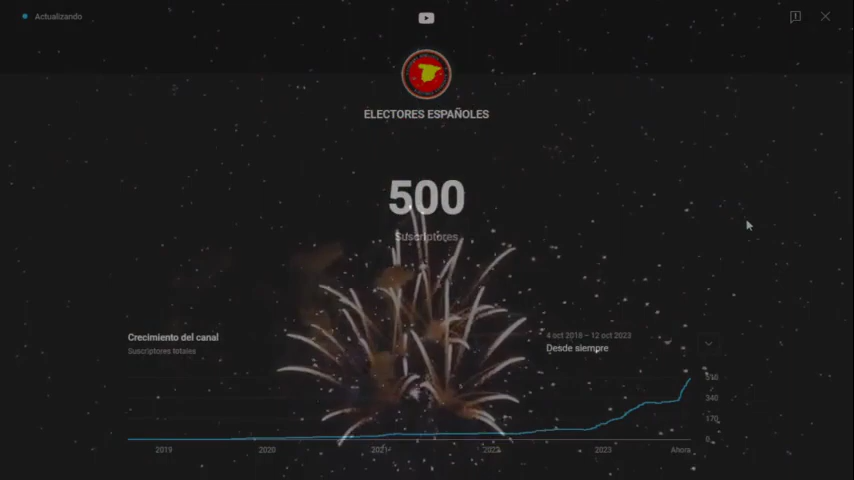 Actualizando
ELECTORES ESPAÑOLES
500
Suscriptores
Crecimiento del canal
Suscriptores totales
4 oct 2018 – 12 oct 2023
Desde siempre
510
340
170
0
2019
2020
2021
2022
2023
Ahora